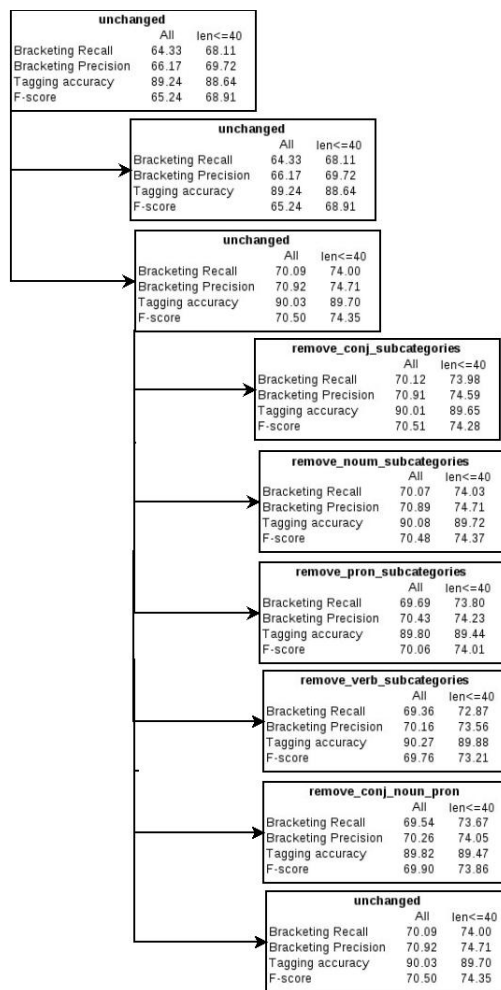 unchanged
All len<=40
Bracketing Recall 64.33 68.11
Bracketing Precision 66.17 69.72
Tagging accuracy 89.24 88.64
F-score 65.24 68.91
unchanged
All len<=40
Bracketing Recall 64.33 68.11
Bracketing Precision 66.17 69.72
Tagging accuracy 89.24 88.64
F-score 65.24 68.91
unchanged
All len<=40
Bracketing Recall 70.09 74.00
Bracketing Precision 70.92 74.71
Tagging accuracy 90.03 89.70
F-score 70.50 74.35
remove_conj_subcategories
All len<=40
Bracketing Recall 70.12 73.98
Bracketing Precision 70.91 74.59
Tagging accuracy 90.01 89.65
F-score 70.51 74.28
remove_noum_subcategories
All len<=40
Bracketing Recall 70.07 74.03
Bracketing Precision 70.89 74.71
Tagging accuracy 90.08 89.72
F-score 70.48 74.37
remove_pron_subcategories
All len<=40
Bracketing Recall 69.69 73.80
Bracketing Precision 70.43 74.23
Tagging accuracy 89.80 89.44
F-score 70.06 74.01
remove_verb_subcategories
All len<=40
Bracketing Recall 69.36 72.87
Bracketing Precision 70.16 73.56
Tagging accuracy 90.27 89.88
F-score 69.76 73.21
remove_conj_noun_pron
All len<=40
Bracketing Recall 69.54 73.67
Bracketing Precision 70.26 74.05
Tagging accuracy 89.82 89.47
F-score 69.90 73.86
unchanged
All len<=40
Bracketing Recall 70.09 74.00
Bracketing Precision 70.92 74.71
Tagging accuracy 90.03 89.70
F-score 70.50 74.35